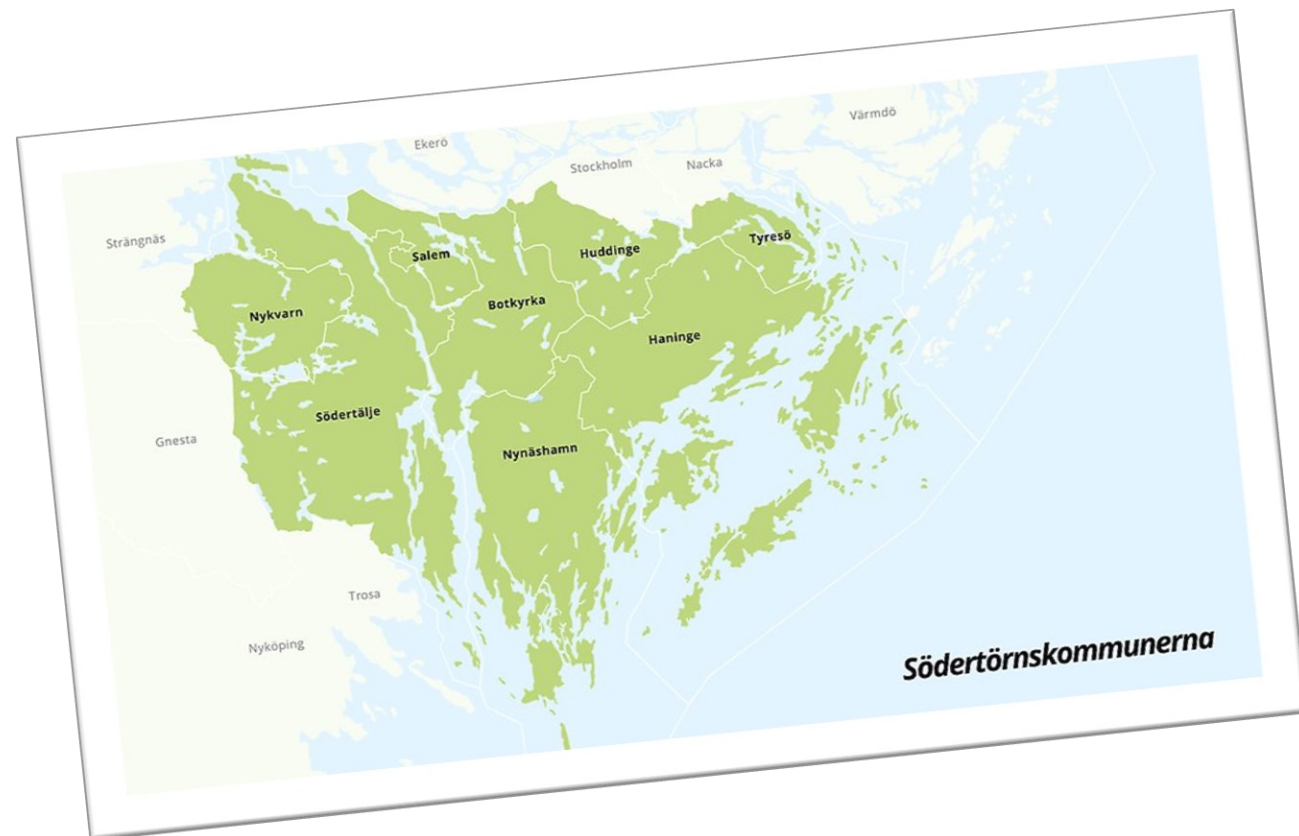 Värmdö
Ekerö
Stockholm
Nacka
Strängnäs
Salem
Huddinge
Tyresö
Nykvarn
Botkyrka
Haninge
Södertälje
Gnesta
Nynäshamn
Trosa
Nyköping
Södertörnskommunerna